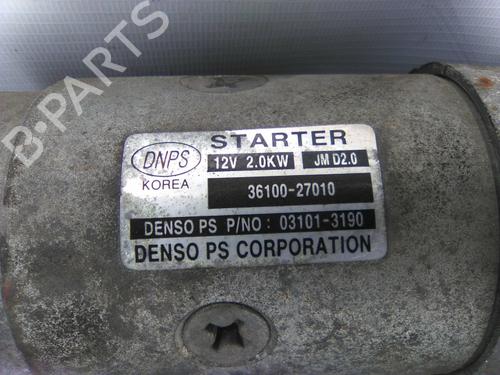 B-PARTS
STARTER
DNPS 12V 2.0KW JM D2.0
KOREA 36100-27010
DENSO PS P/NO : 03101-3190
DENSO PS CORPORATION